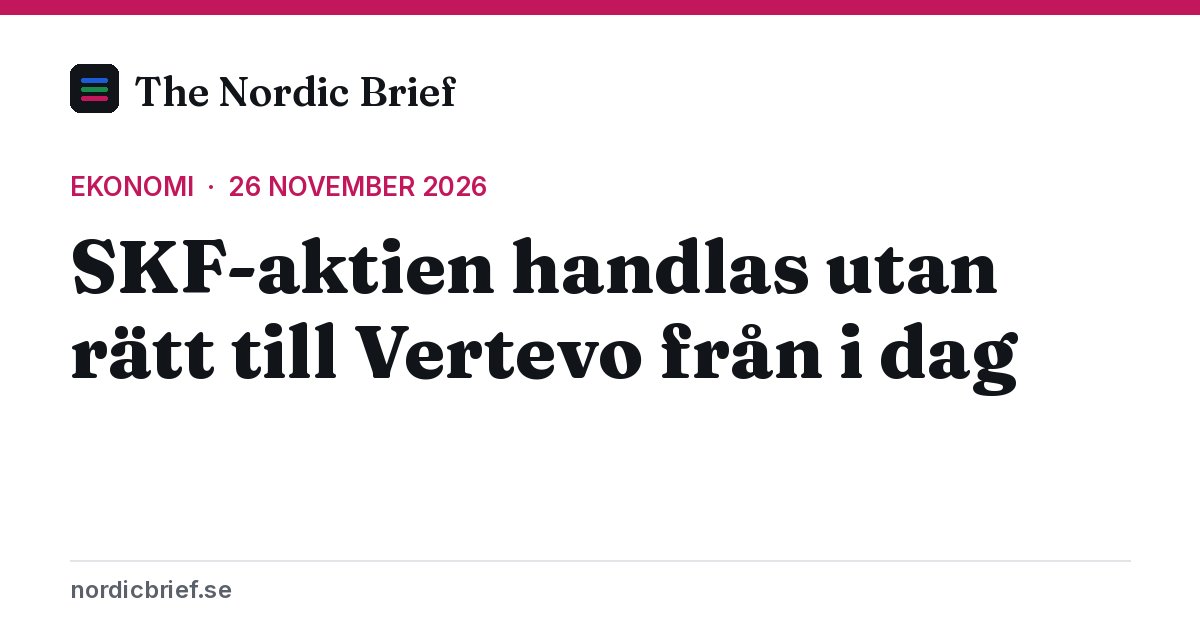 The Nordic Brief
EKONOMI · 26 NOVEMBER 2026
SKF-aktien handlas utan
rätt till Vertevo från i dag
nordicbrief.se